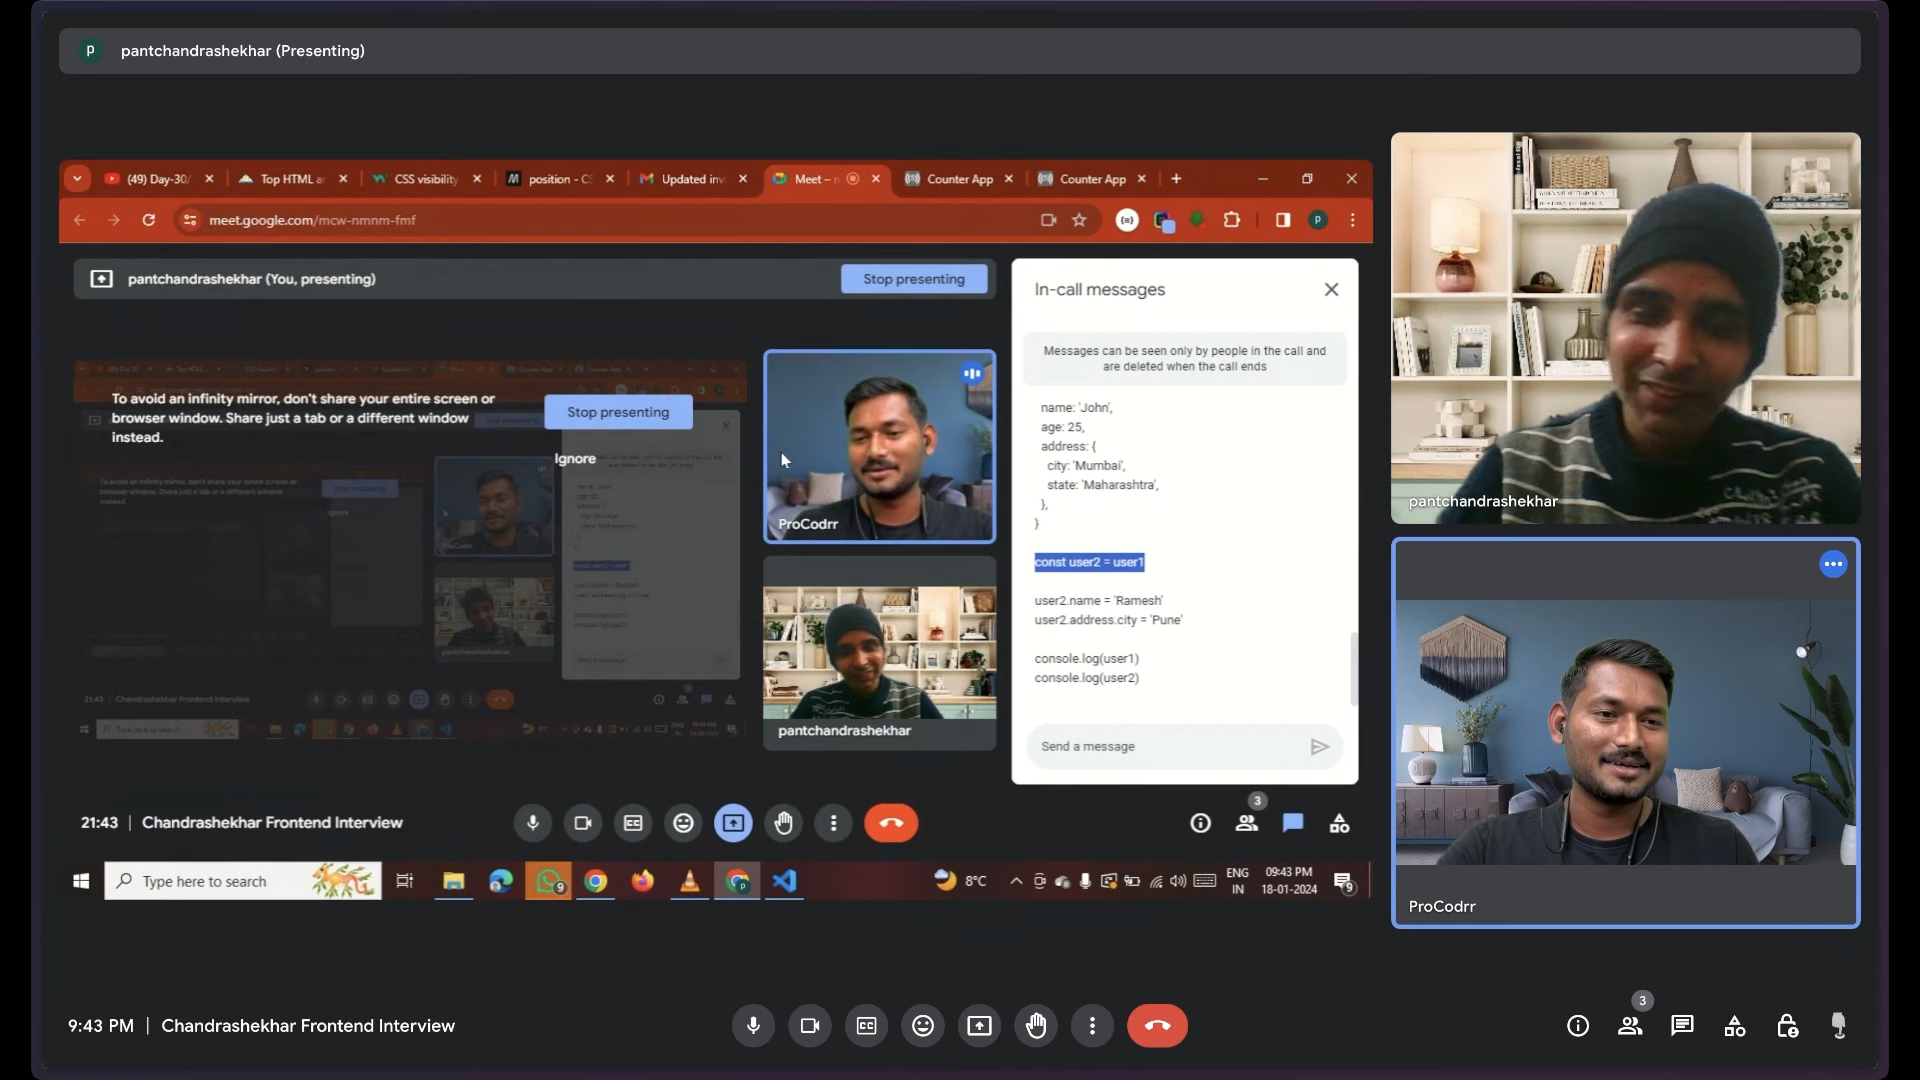 p pantchandrashekhar (Presenting)
(49) Day-30/
Top HTML ar
CSS visibility
position - CS
Updated inv
Meet –
Counter App
Counter App
meet.google.com/mcw-nmnm-fmf
p
pantchandrashekhar (You, presenting)
Stop presenting
To avoid an infinity mirror, don't share your entire screen or
browser window. Share just a tab or a different window
instead.
Stop presenting
Ignore
ProCodrr
pantchandrashekhar
In-call messages
Messages can be seen only by people in the call and
are deleted when the call ends
name: 'John',
age: 25,
address: {
city: 'Mumbai',
state: 'Maharashtra',
},
}
const user2 = user1
user2.name = 'Ramesh'
user2.address.city = 'Pune'
console.log(user1)
console.log(user2)
Send a message
21:43 | Chandrashekhar Frontend Interview
3
Type here to search
9
8°C
ENG
IN
09:43 PM
18-01-2024
9
pantchandrashekhar
ProCodrr
9:43 PM | Chandrashekhar Frontend Interview
3